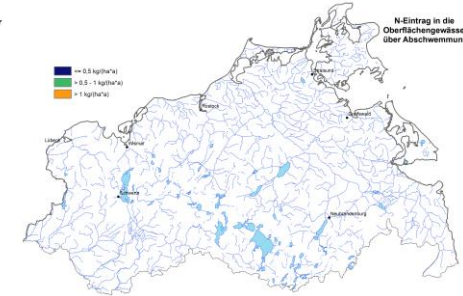 N-Eintrag in die
Oberflächengewässer
über Abschwemmun
<= 0,5 kg/(ha*a)
> 0,5 - 1 kg/(ha*a)
> 1 kg/(ha*a)
Stralsund
Rostock
Greifswald
Lübeck
Wismar
Schwerin
Neubrandenburg